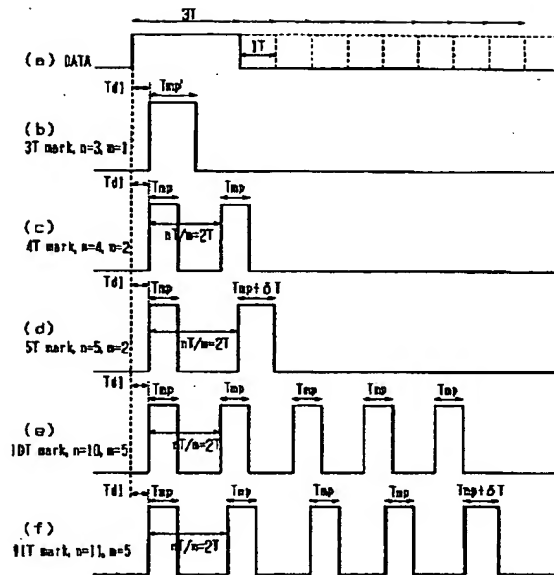 3T
1T
(a) DATA
Td1 Tmp'
(b)
3T mark, n=3, m=1
Td1
Tmp Tmp
(c)
4T mark, n=4, m=2
nT/m=2T
Td1
Tmp Tmp+δT
(d)
5T mark, n=5, m=2
nT/m=2T
Td1
Tmp Tmp Tmp Tmp Tmp
(e)
10T mark, n=10, m=5
nT/m=2T
Td1
Tmp Tmp Tmp Tmp Tmp+δT
(f)
11T mark, n=11, m=5
nT/m=2T